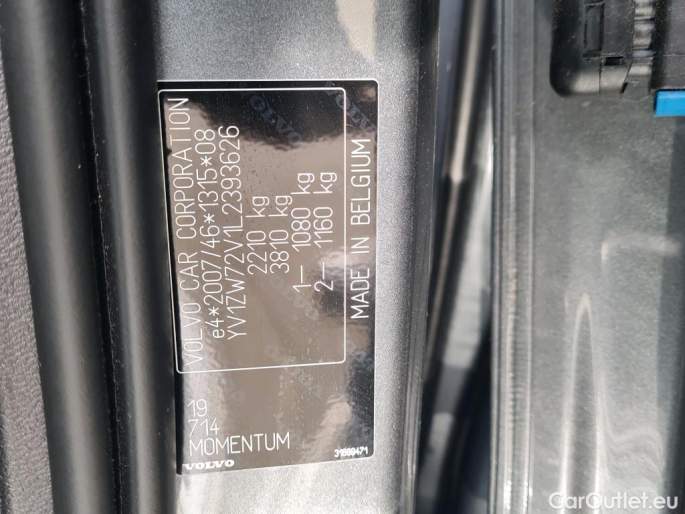 VOLVO CAR CORPORATION
e4*2007/46*1315*08
YV1ZW72V1L2393626
2210 kg
3810 kg
1– 1080 kg
2– 1160 kg
MADE IN BELGIUM
19
714
MOMENTUM
VOLVO
31689471
CarOutlet.eu